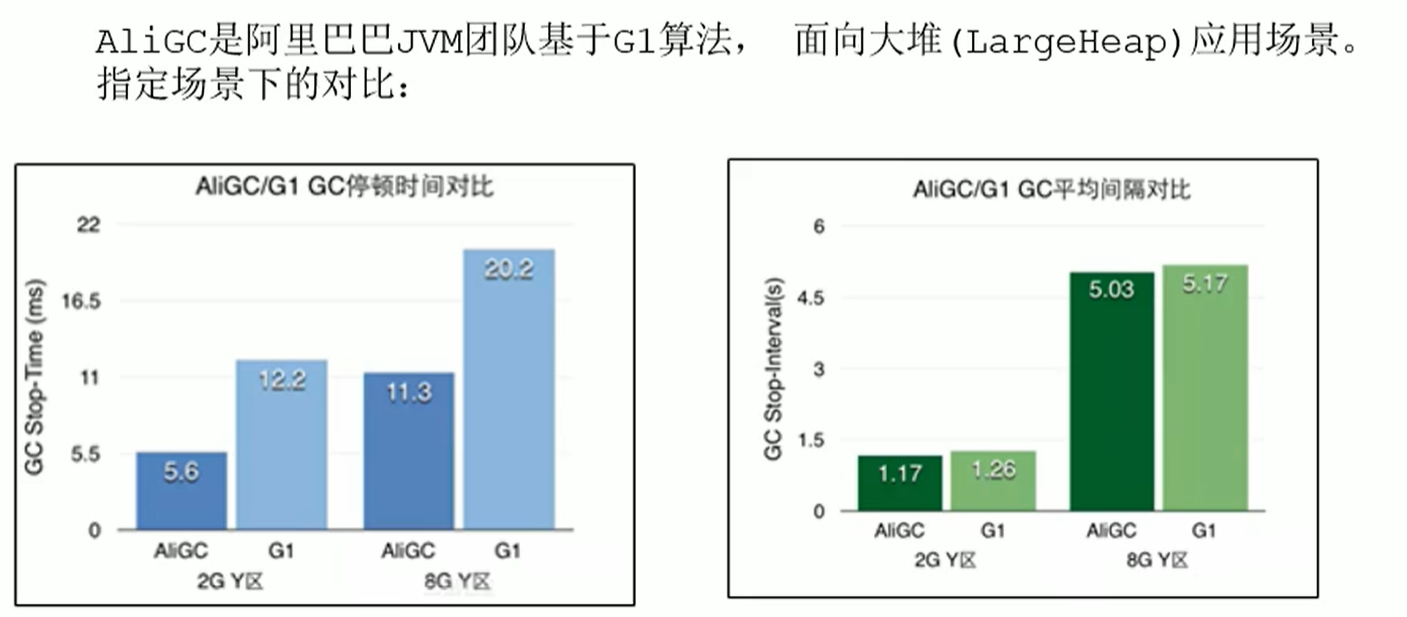 AliGC是阿里巴巴JVM团队基于G1算法， 面向大堆(LargeHeap)应用场景。
指定场景下的对比：
AliGC/G1 GC停顿时间对比
GC Stop-Time (ms)
22
16.5
11
5.5
0
5.6
12.2
11.3
20.2
AliGC G1 AliGC G1
2G Y区 8G Y区
AliGC/G1 GC平均间隔对比
GC Stop-Interval(s)
6
4.5
3
1.5
0
1.17
1.26
5.03
5.17
AliGC G1 AliGC G1
2G Y区 8G Y区